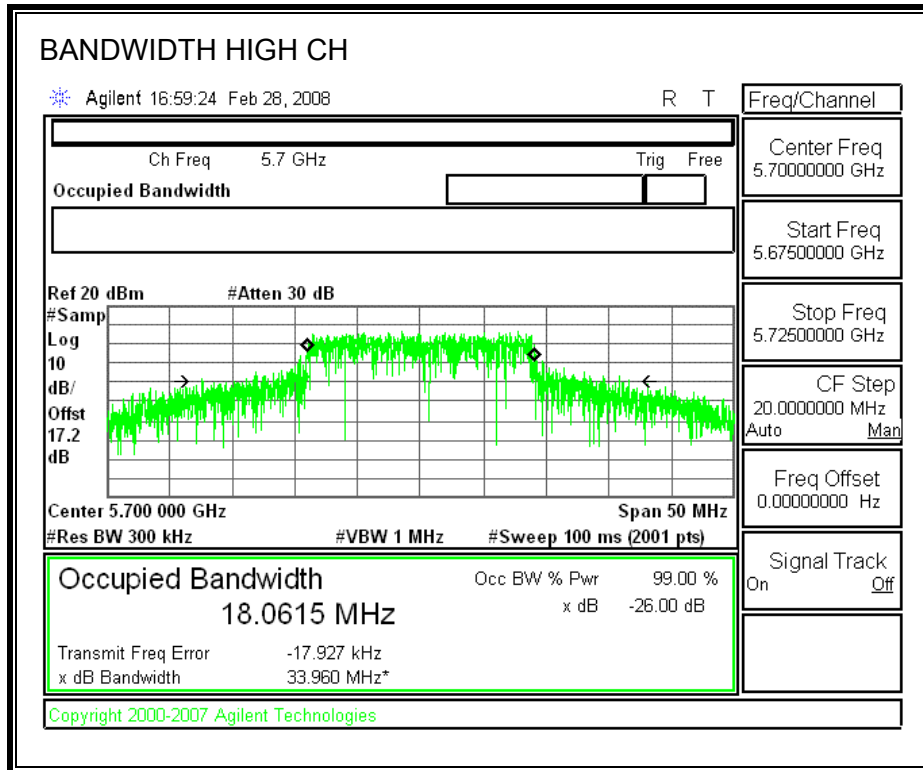 BANDWIDTH HIGH CH
Agilent 16:59:24 Feb 28, 2008 R T
Freq/Channel
Ch Freq 5.7 GHz Trig Free
Occupied Bandwidth
Center Freq
5.70000000 GHz
Start Freq
5.67500000 GHz
Stop Freq
5.72500000 GHz
CF Step
20.0000000 MHz
Auto Man
Freq Offset
0.00000000 Hz
Signal Track
On Off
Ref 20 dBm #Atten 30 dB
#Samp
Log
10
dB/
Offst
17.2
dB
Center 5.700 000 GHz Span 50 MHz
#Res BW 300 kHz #VBW 1 MHz #Sweep 100 ms (2001 pts)
Occupied Bandwidth Occ BW % Pwr 99.00 %
18.0615 MHz x dB -26.00 dB
Transmit Freq Error -17.927 kHz
x dB Bandwidth 33.960 MHz*
Copyright 2000-2007 Agilent Technologies